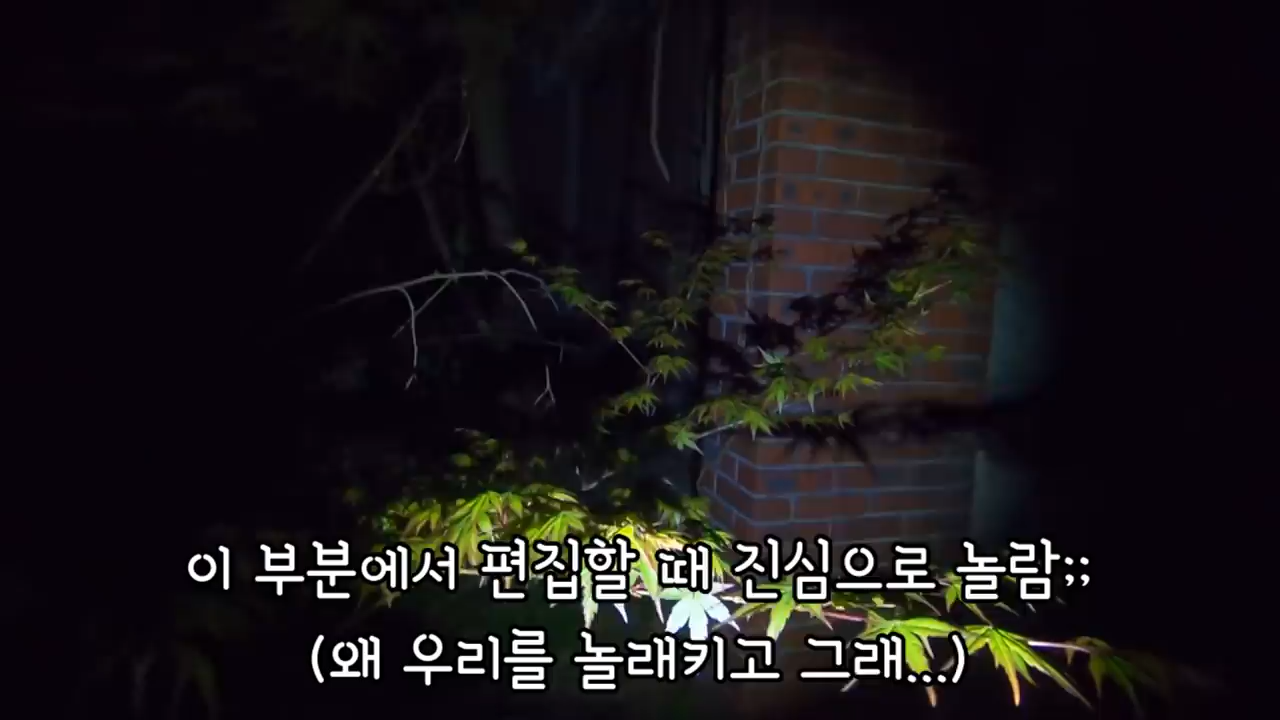 이 부분에서 편집할 때 진심으로 놀람;;
(왜 우리를 놀래키고 그래...)